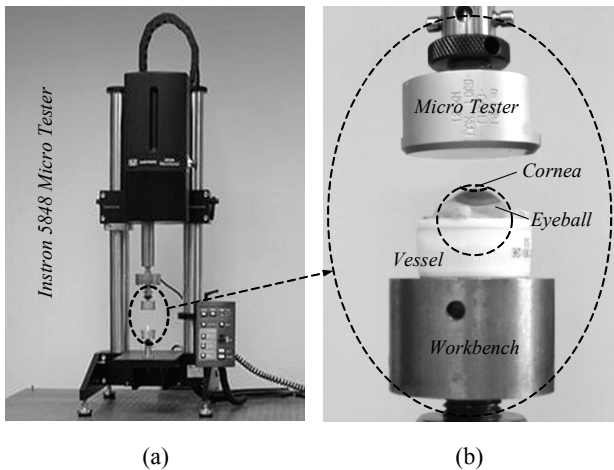 Instron 5848 Micro Tester
Micro Tester
Cornea
Eyeball
Vessel
Workbench
(a)
(b)